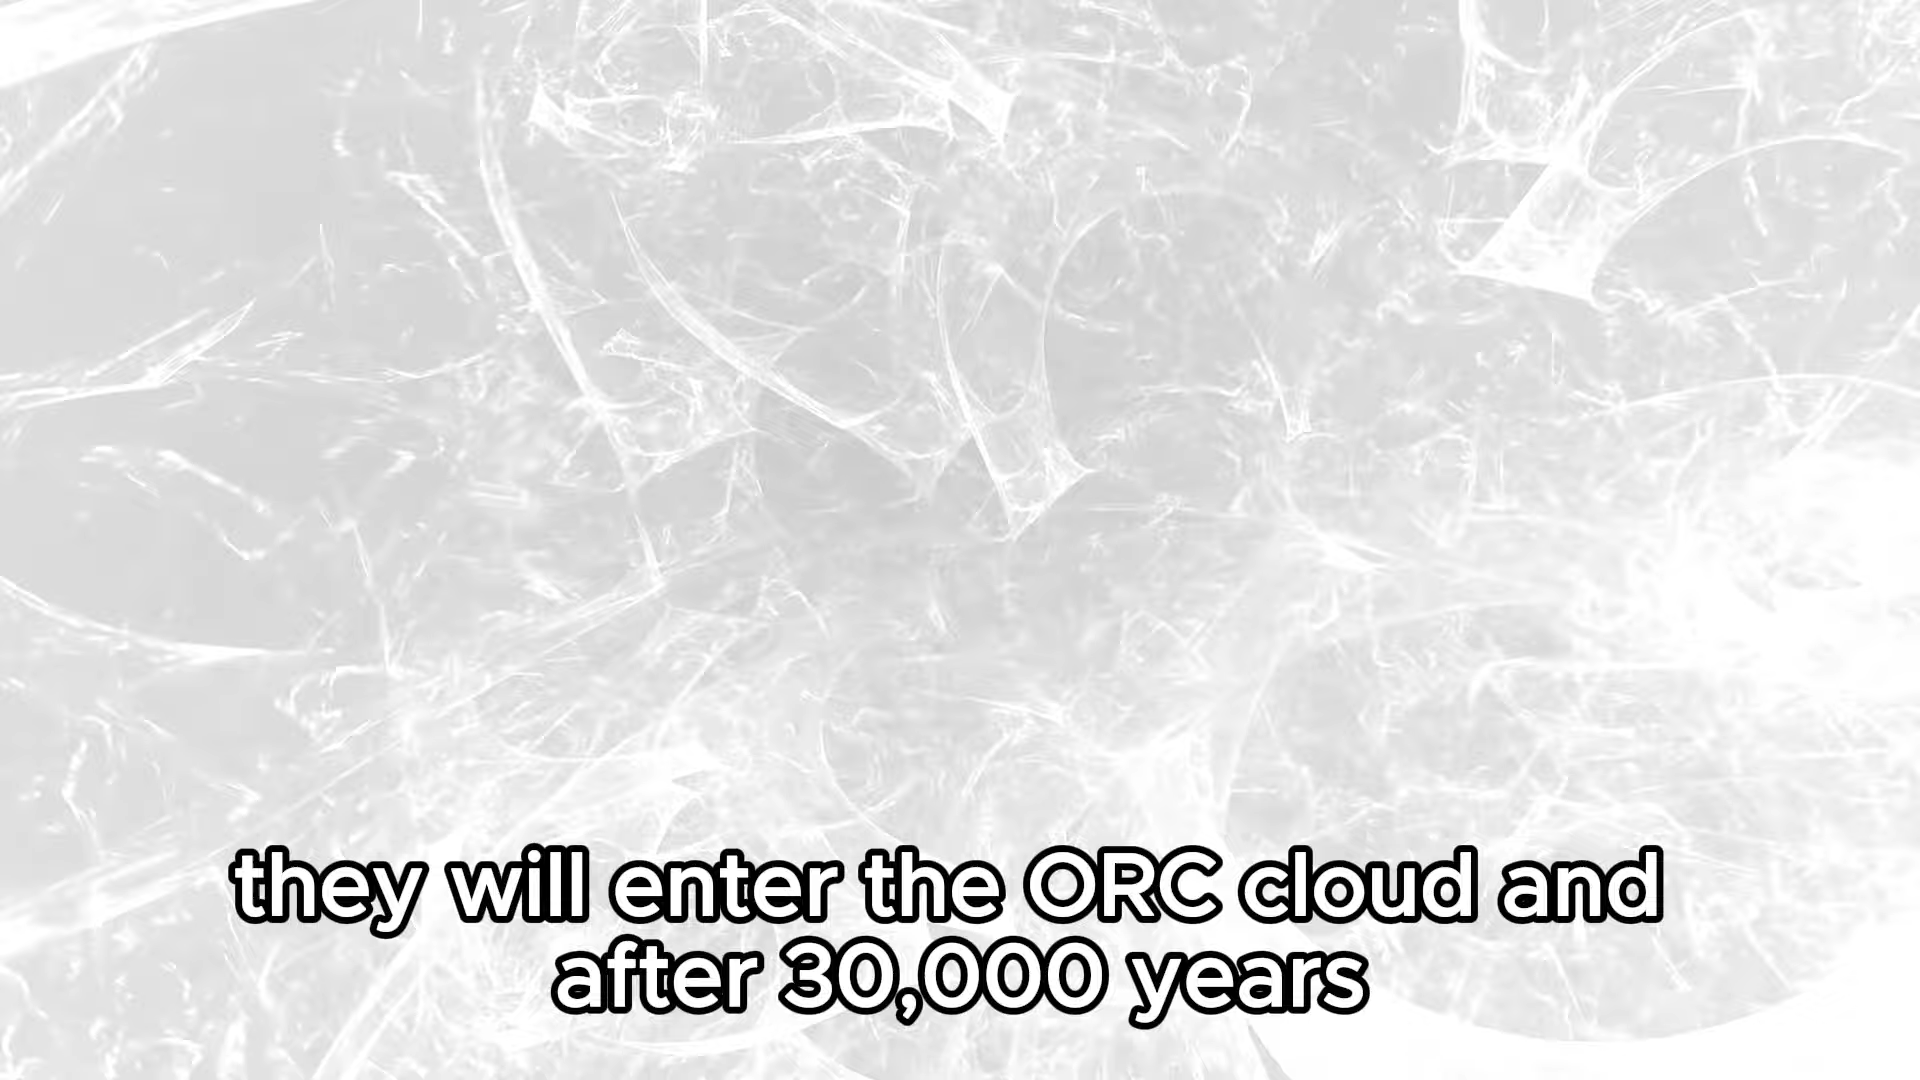 they will enter the ORC cloud and
after 30,000 years